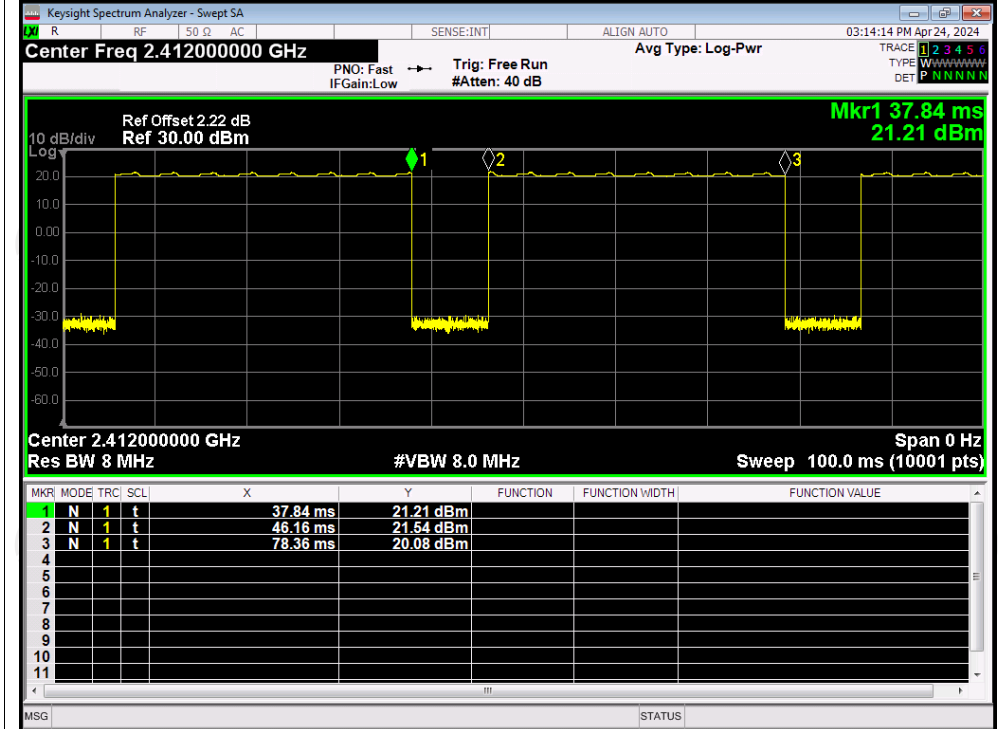 Keysight Spectrum Analyzer - Swept SA
LXI R RF 50 Ω AC SENSE:INT ALIGN AUTO 03:14:14 PM Apr 24, 2024
Center Freq 2.412000000 GHz Avg Type: Log-Pwr TRACE 1 2 3 4 5 6
PNO: Fast Trig: Free Run TYPE WWWWWW
IFGain:Low #Atten: 40 dB DET P N N N N N
Mkr1 37.84 ms
Ref Offset 2.22 dB
10 dB/div Ref 30.00 dBm 21.21 dBm
Log
1 2 3
20.0
10.0
0.00
-10.0
-20.0
-30.0
-40.0
-50.0
-60.0
Center 2.412000000 GHz Span 0 Hz
Res BW 8 MHz #VBW 8.0 MHz Sweep 100.0 ms (10001 pts)
MKR MODE TRC SCL X Y FUNCTION FUNCTION WIDTH FUNCTION VALUE
1 N 1 t 37.84 ms 21.21 dBm
2 N 1 t 46.16 ms 21.54 dBm
3 N 1 t 78.36 ms 20.08 dBm
4
5
6
7
8
9
10
11
MSG STATUS